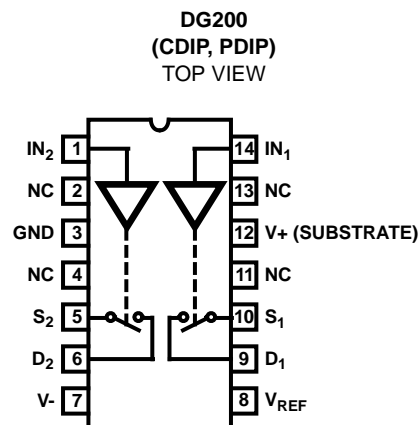 DG200
(CDIP, PDIP)
TOP VIEW
IN2 1 14 IN1
NC 2 13 NC
GND 3 12 V+ (SUBSTRATE)
NC 4 11 NC
S2 5 10 S1
D2 6 9 D1
V- 7 8 VREF